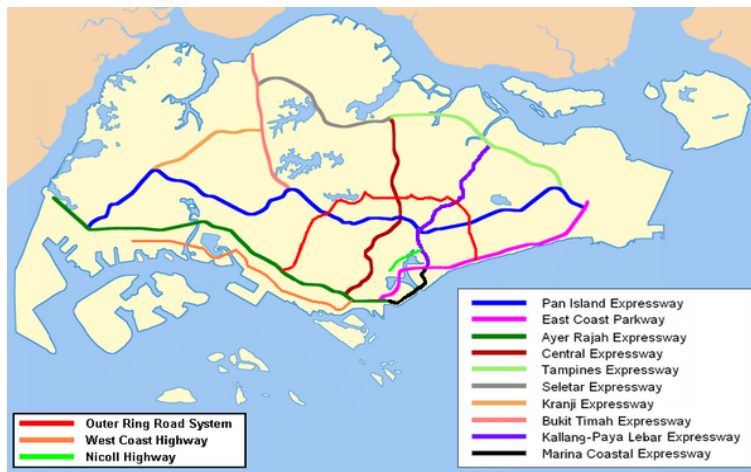 Pan Island Expressway
East Coast Parkway
Ayer Rajah Expressway
Central Expressway
Tampines Expressway
Seletar Expressway
Kranji Expressway
Bukit Timah Expressway
Kallang-Paya Lebar Expressway
Marina Coastal Expressway
Outer Ring Road System
West Coast Highway
Nicoll Highway